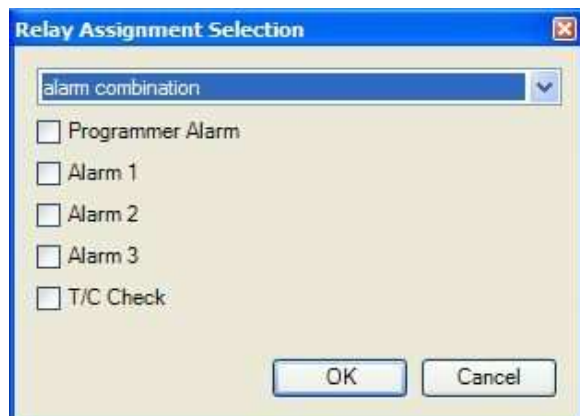 Relay Assignment Selection
alarm combination
Programmer Alarm
Alarm 1
Alarm 2
Alarm 3
T/C Check
OK Cancel